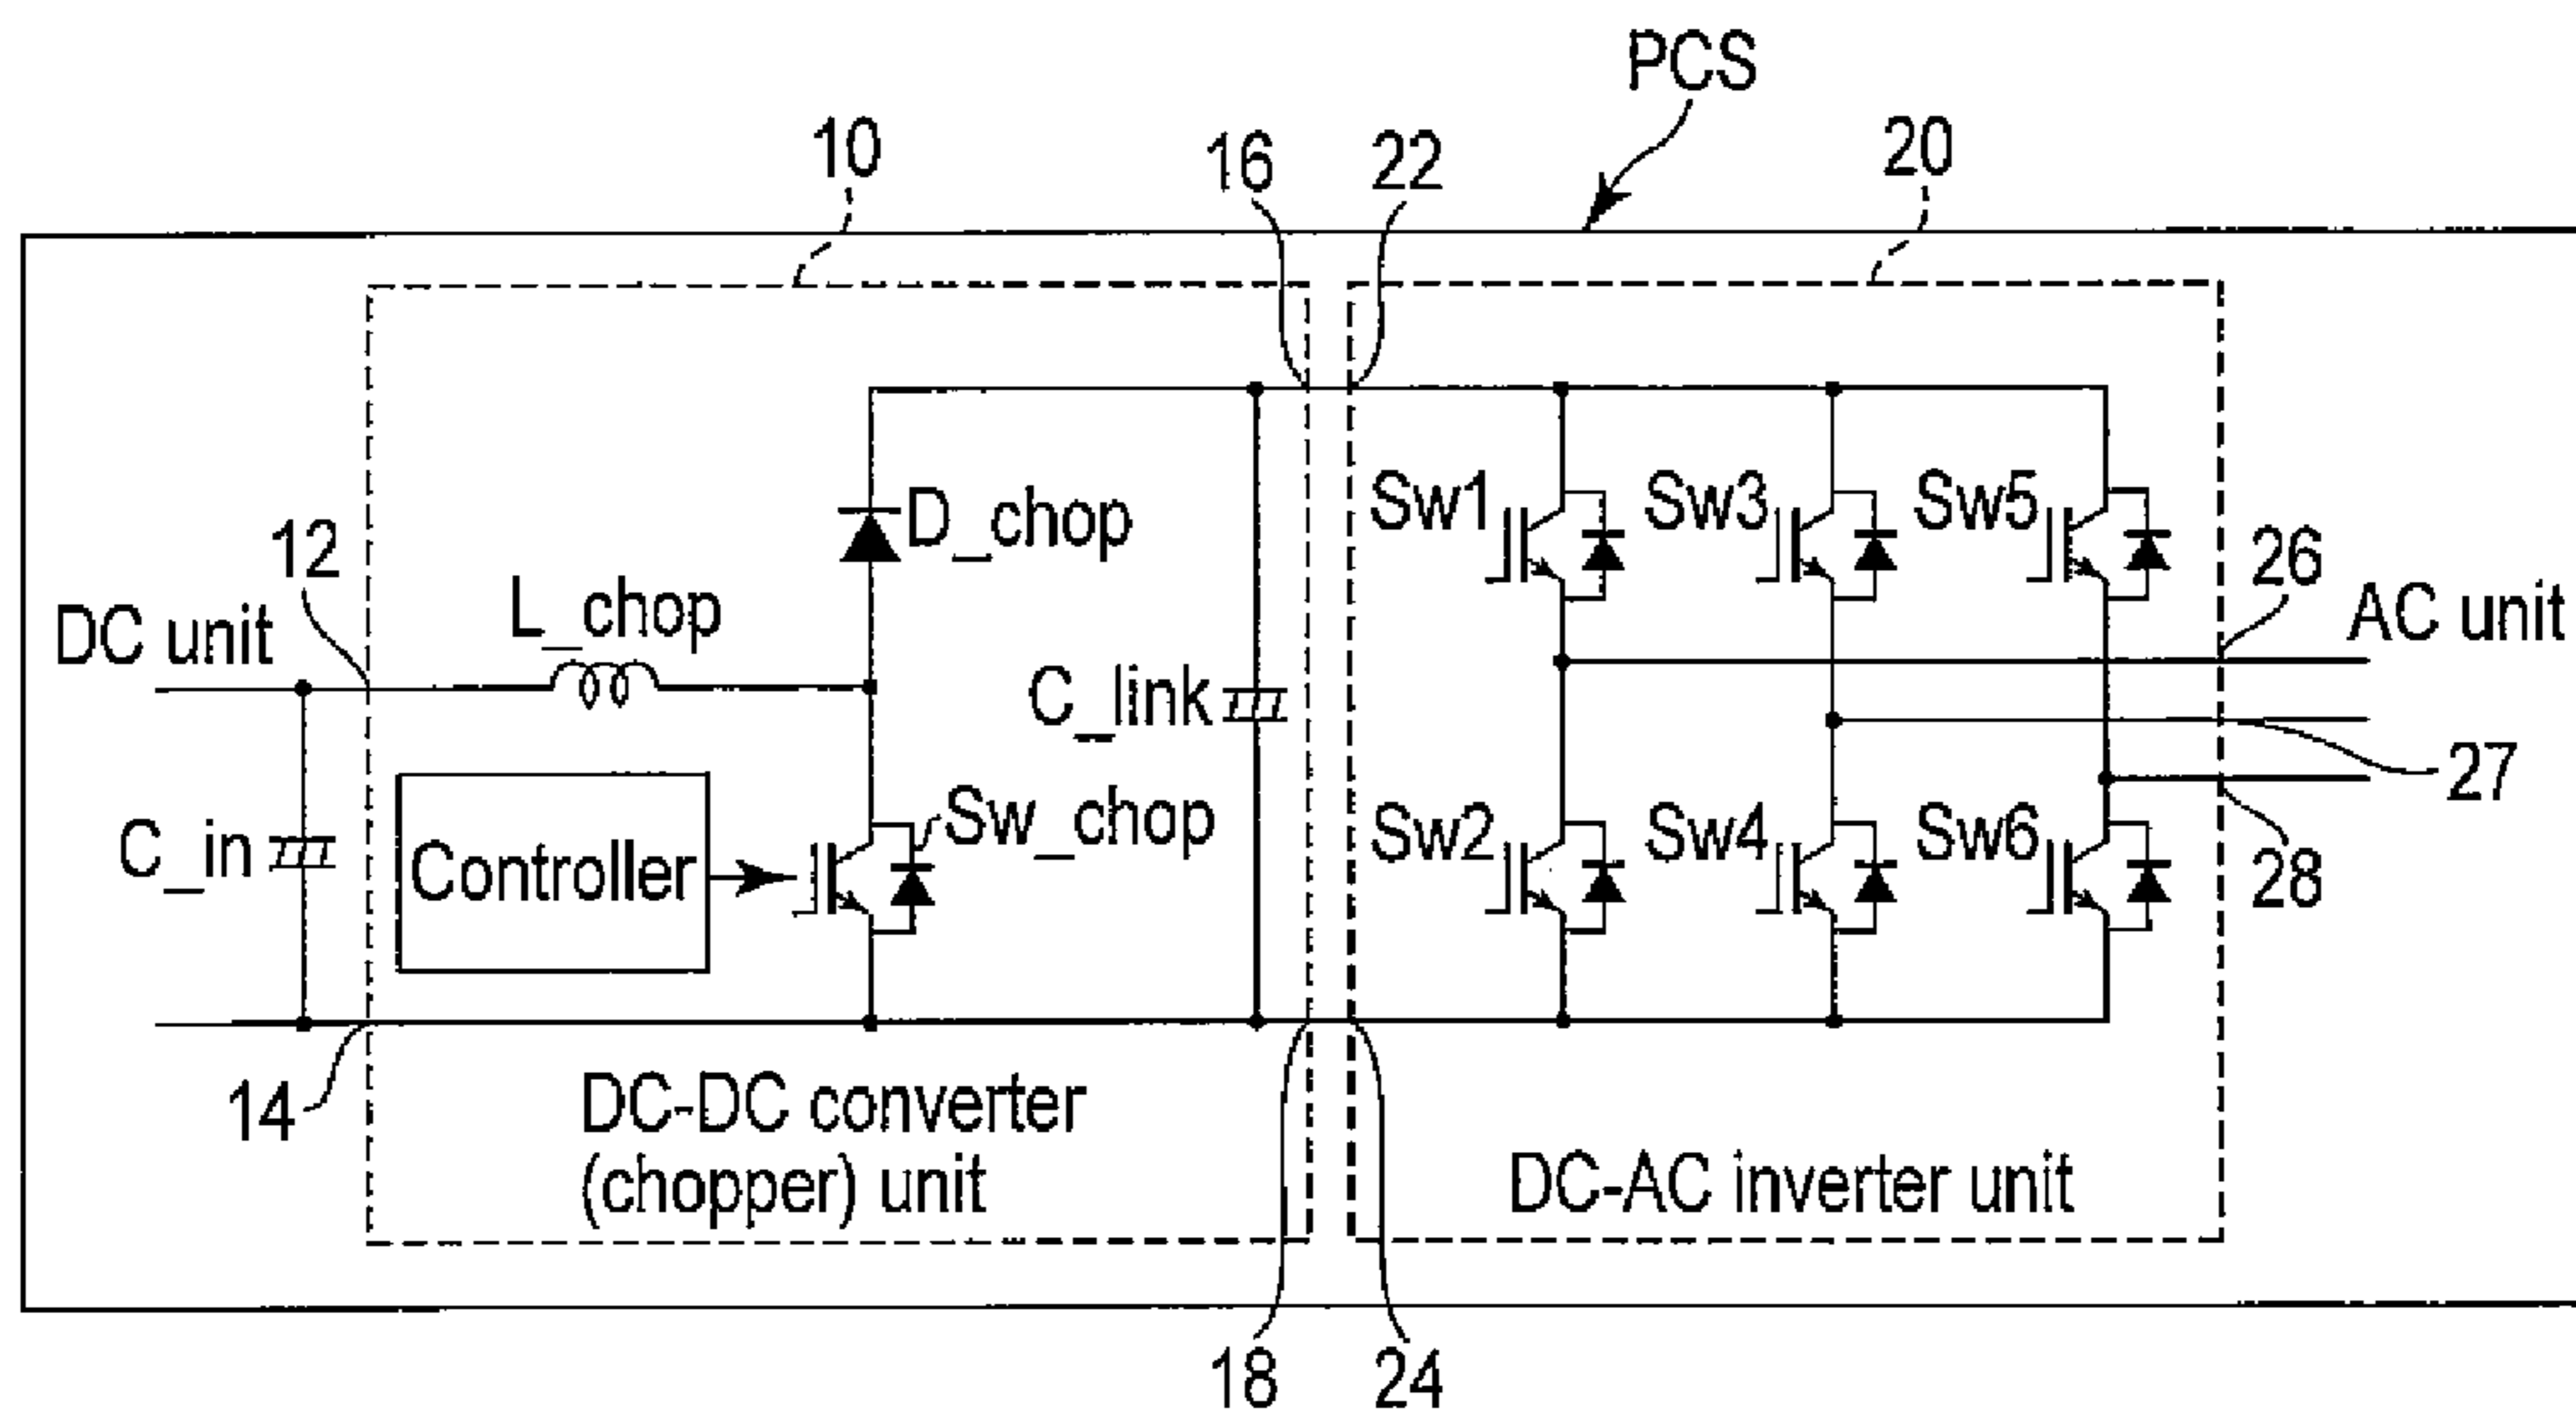 PCS
10
16
22
20
D_chop
Sw1
Sw3
Sw5
12
26
DC unit
L_chop
AC unit
C_link
27
C_in
Controller
Sw_chop
Sw2
Sw4
Sw6
28
14
DC-DC converter
(chopper) unit
DC-AC inverter unit
18
24